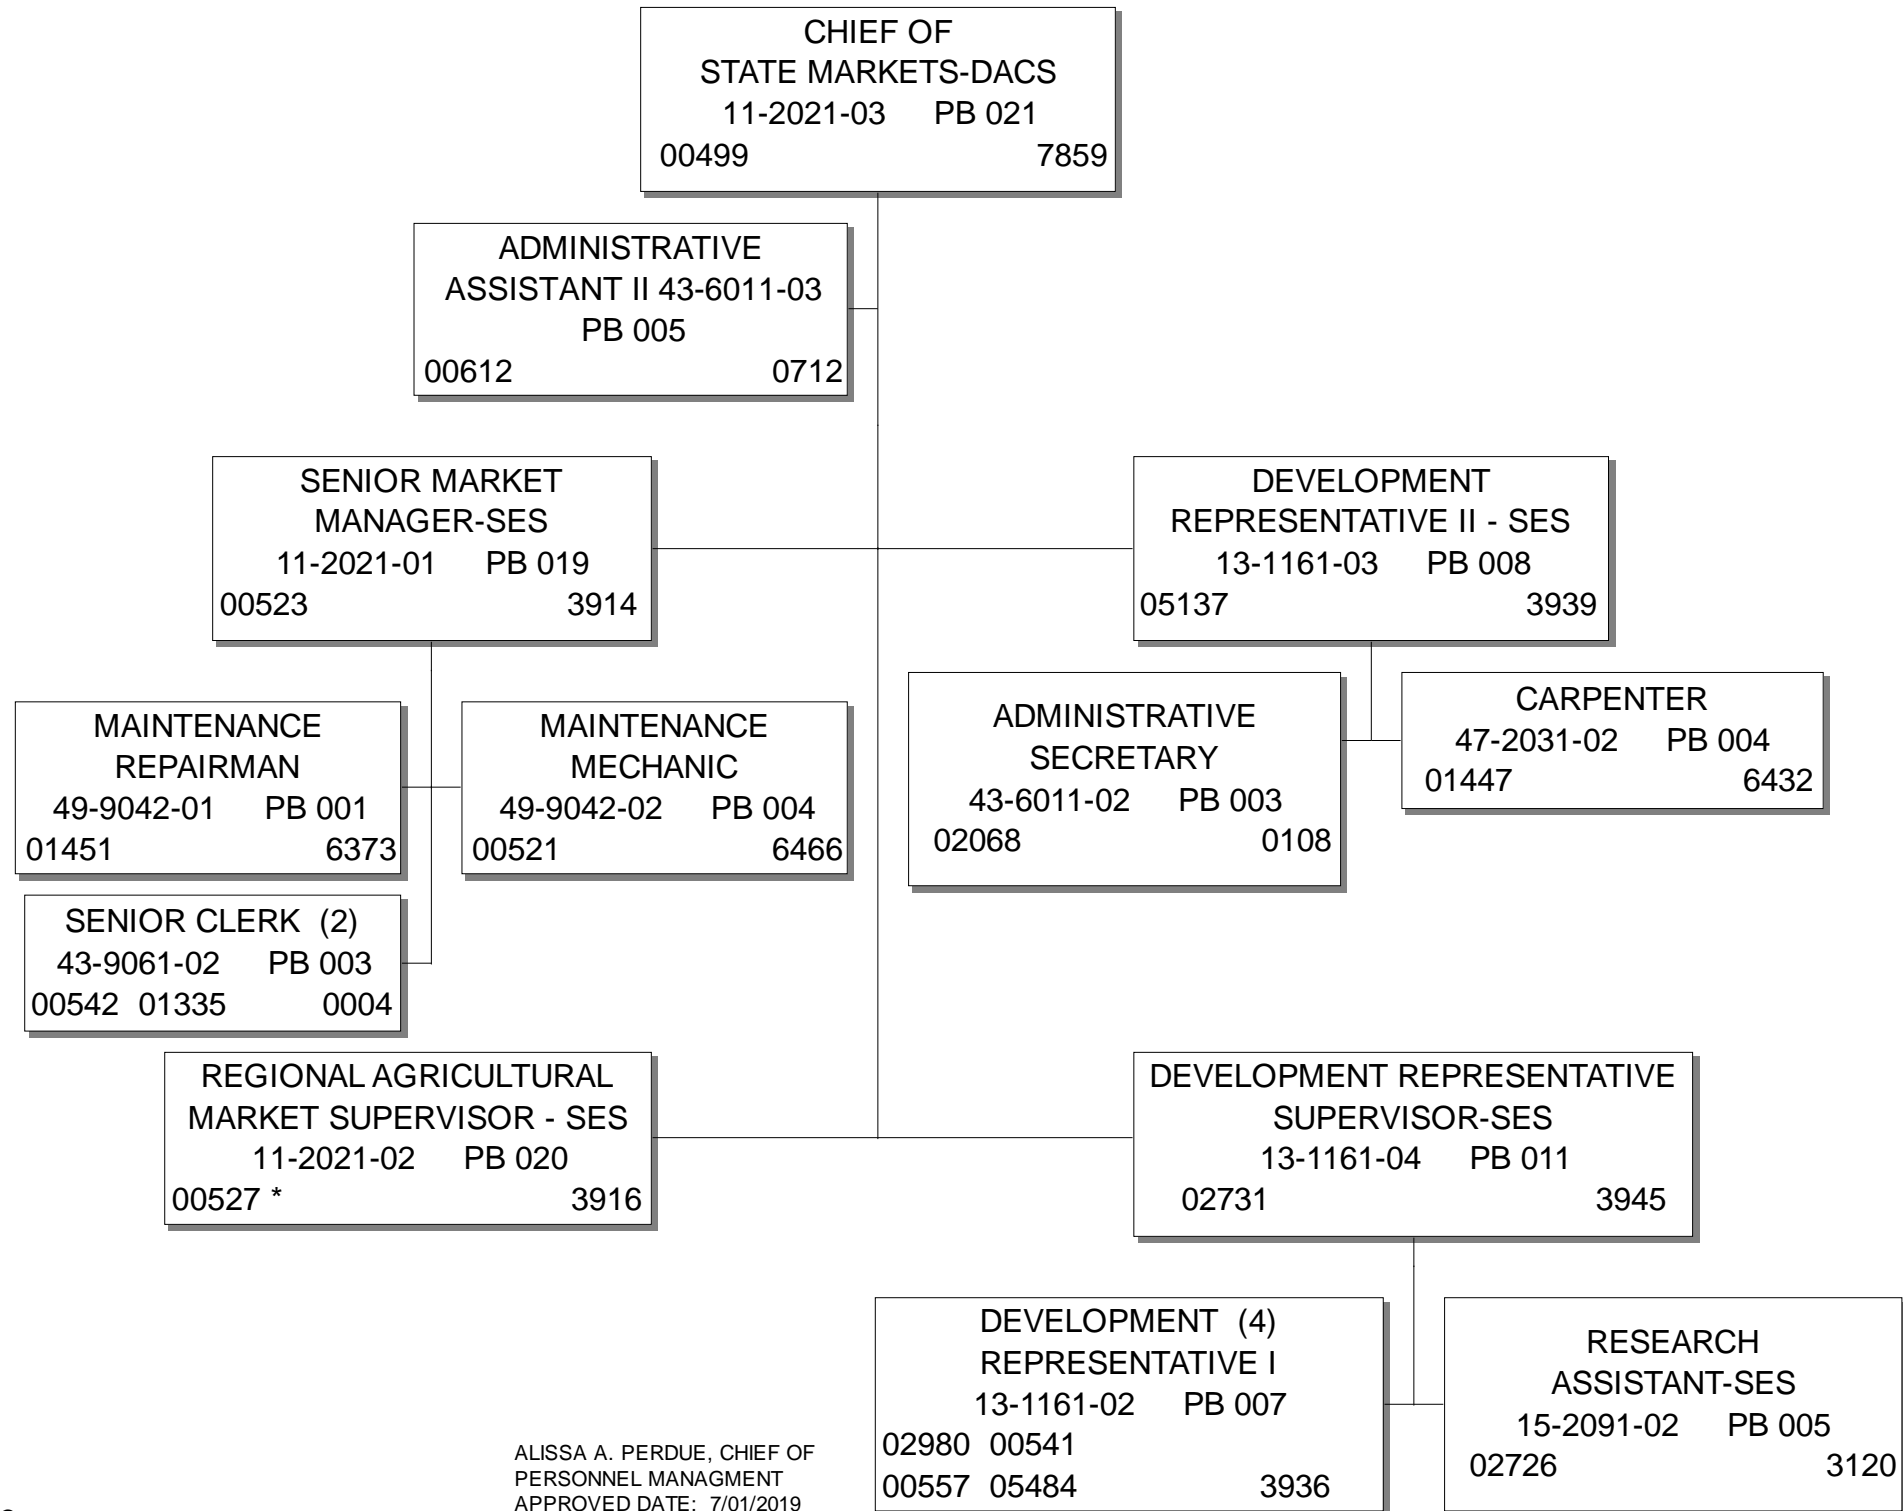 CHIEF OF
STATE MARKETS-DACS
11-2021-03 PB 021
00499 7859
ADMINISTRATIVE
ASSISTANT II 43-6011-03
PB 005
00612 0712
SENIOR MARKET
MANAGER-SES
11-2021-01 PB 019
00523 3914
DEVELOPMENT
REPRESENTATIVE II - SES
13-1161-03 PB 008
05137 3939
MAINTENANCE
REPAIRMAN
49-9042-01 PB 001
01451 6373
MAINTENANCE
MECHANIC
49-9042-02 PB 004
00521 6466
ADMINISTRATIVE
SECRETARY
43-6011-02 PB 003
02068 0108
CARPENTER
47-2031-02 PB 004
01447 6432
SENIOR CLERK (2)
43-9061-02 PB 003
00542 01335 0004
REGIONAL AGRICULTURAL
MARKET SUPERVISOR - SES
11-2021-02 PB 020
00527 * 3916
DEVELOPMENT REPRESENTATIVE
SUPERVISOR-SES
13-1161-04 PB 011
02731 3945
DEVELOPMENT (4)
REPRESENTATIVE I
13-1161-02 PB 007
02980 00541
00557 05484 3936
RESEARCH
ASSISTANT-SES
15-2091-02 PB 005
02726 3120
ALISSA A. PERDUE, CHIEF OF
PERSONNEL MANAGMENT
APPROVED DATE: 7/01/2019